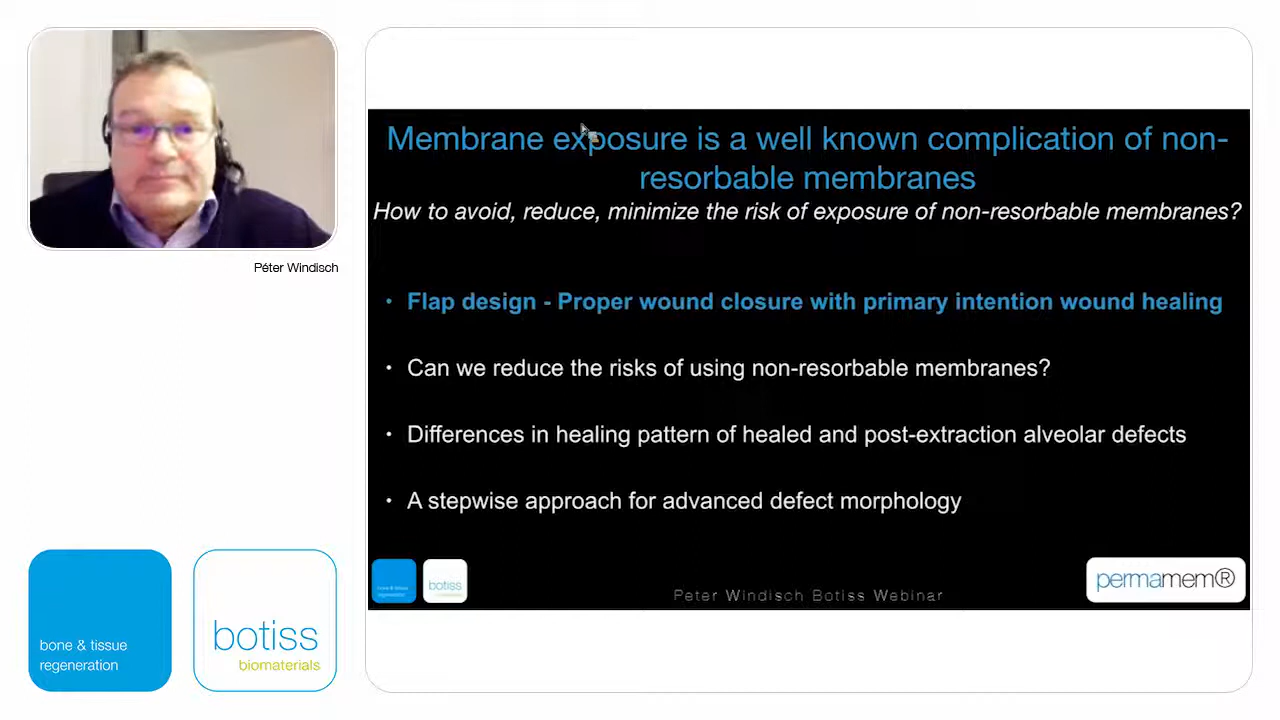 Péter Windisch
bone & tissue
regeneration
botiss
biomaterials
Membrane exposure is a well known complication of non-
resorbable membranes
How to avoid, reduce, minimize the risk of exposure of non-resorbable membranes?
• Flap design - Proper wound closure with primary intention wound healing
• Can we reduce the risks of using non-resorbable membranes?
• Differences in healing pattern of healed and post-extraction alveolar defects
• A stepwise approach for advanced defect morphology
botiss
Peter Windisch Botiss Webinar
permamem®